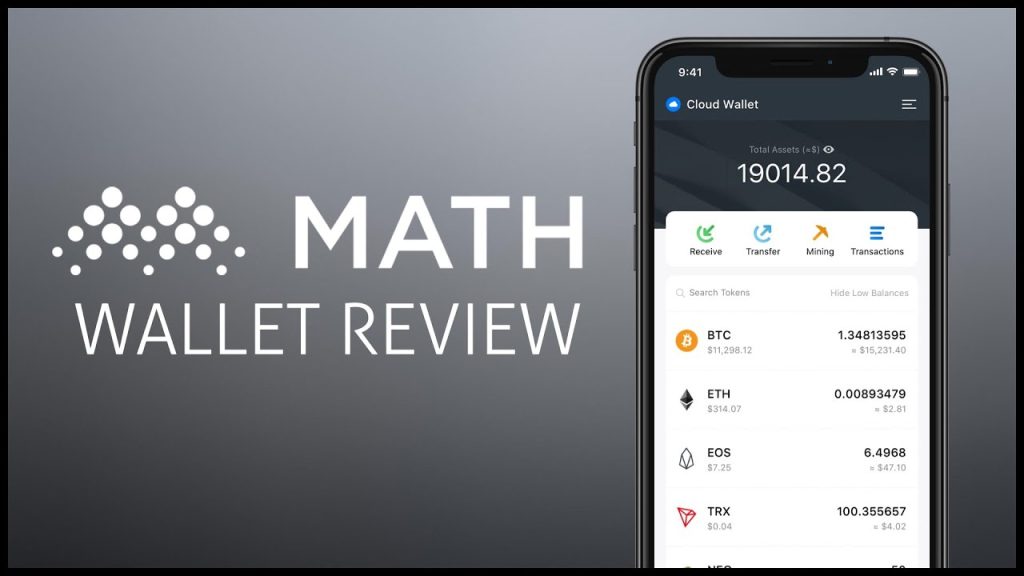 MATH
WALLET REVIEW
9:41
Cloud Wallet
Total Assets (≈$)
19014.82
Receive Transfer Mining Transactions
Search Tokens Hide Low Balances
BTC 1.34813595
$11,298.12 ≈ $15,231.40
ETH 0.00893479
$314.07 ≈ $2.81
EOS 6.4968
$7.25 ≈ $47.10
TRX 100.355657
$0.04 ≈ $4.02